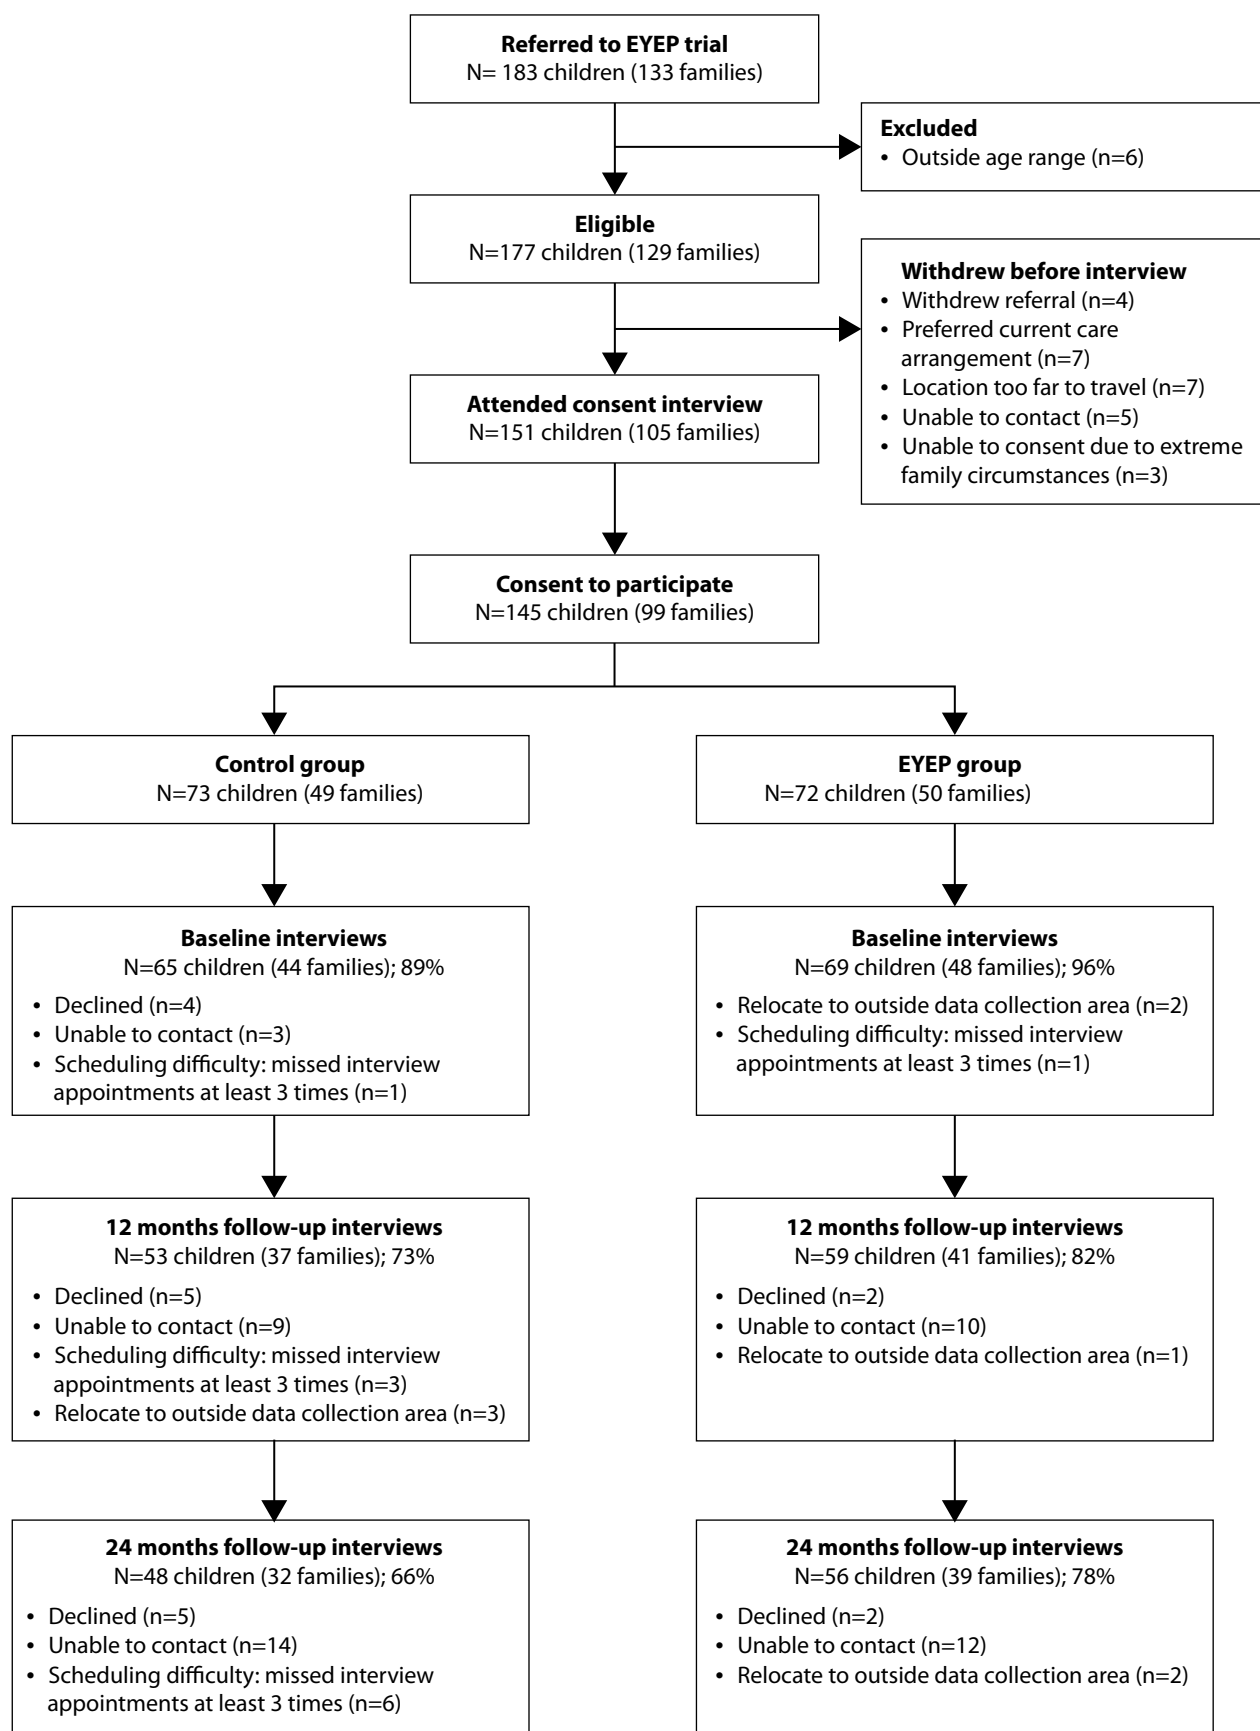 Referred to EYEP trial
N= 183 children (133 families)
Excluded
• Outside age range (n=6)
Eligible
N=177 children (129 families)
Withdrew before interview
• Withdrew referral (n=4)
• Preferred current care
arrangement (n=7)
• Location too far to travel (n=7)
• Unable to contact (n=5)
• Unable to consent due to extreme
family circumstances (n=3)
Attended consent interview
N=151 children (105 families)
Consent to participate
N=145 children (99 families)
Control group
N=73 children (49 families)
EYEP group
N=72 children (50 families)
Baseline interviews
N=65 children (44 families); 89%
• Declined (n=4)
• Unable to contact (n=3)
• Scheduling difficulty: missed interview
appointments at least 3 times (n=1)
Baseline interviews
N=69 children (48 families); 96%
• Relocate to outside data collection area (n=2)
• Scheduling difficulty: missed interview
appointments at least 3 times (n=1)
12 months follow-up interviews
N=53 children (37 families); 73%
• Declined (n=5)
• Unable to contact (n=9)
• Scheduling difficulty: missed interview
appointments at least 3 times (n=3)
• Relocate to outside data collection area (n=3)
12 months follow-up interviews
N=59 children (41 families); 82%
• Declined (n=2)
• Unable to contact (n=10)
• Relocate to outside data collection area (n=1)
24 months follow-up interviews
N=48 children (32 families); 66%
• Declined (n=5)
• Unable to contact (n=14)
• Scheduling difficulty: missed interview
appointments at least 3 times (n=6)
24 months follow-up interviews
N=56 children (39 families); 78%
• Declined (n=2)
• Unable to contact (n=12)
• Relocate to outside data collection area (n=2)